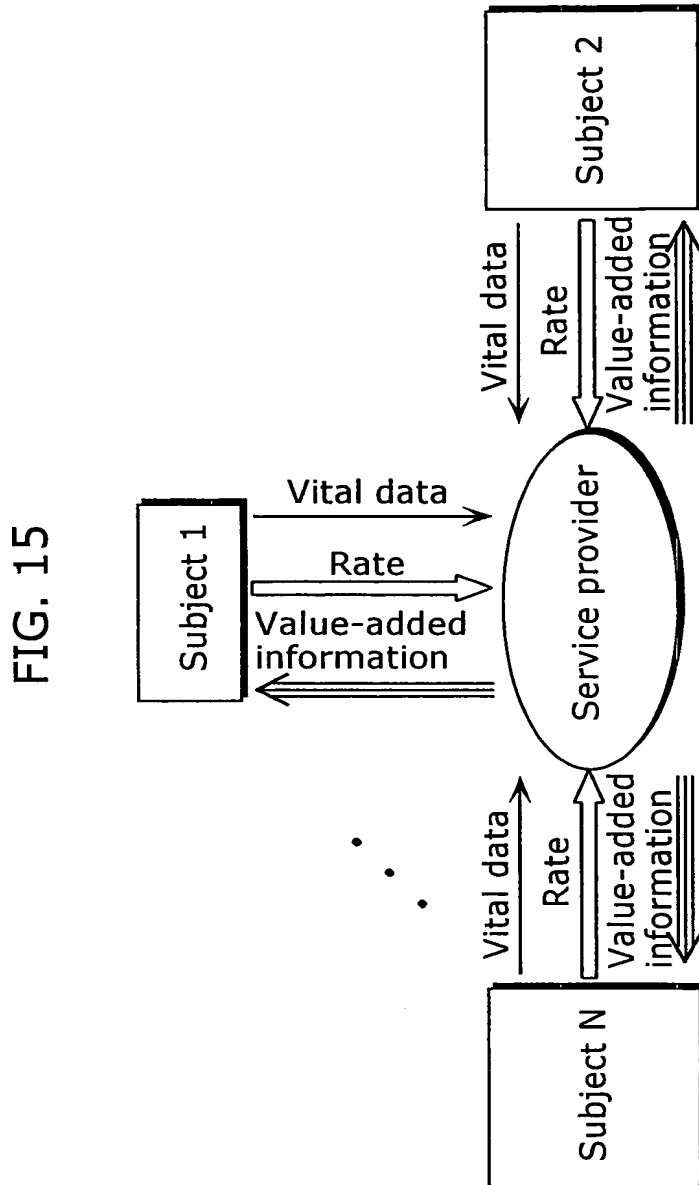 FIG. 15
Subject 1
Vital data
Rate
Value-added
information
Subject N
Vital data
Rate
Value-added
information
Service provider
Vital data
Rate
Value-added
information
Subject 2